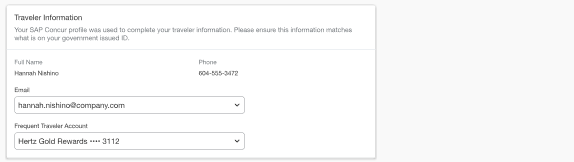 Traveler Information
Your SAP Concur profile was used to complete your traveler information. Please ensure this information matches
what is on your government issued ID.
Full Name
Phone
Hannah Nishino
604-555-3472
Email
hannah.nishino@company.com
Frequent Traveler Account
Hertz Gold Rewards •••• 3112